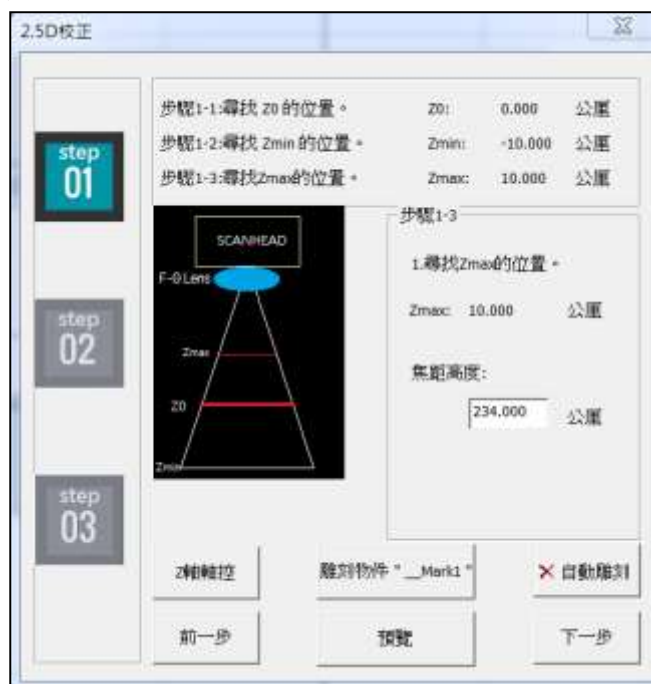 2.5D校正
step
01
step
02
step
03
步驟1-1:尋找 Z0 的位置。 Z0: 0.000 公厘
步驟1-2:尋找 Zmin 的位置。 Zmin: -10.000 公厘
步驟1-3:尋找Zmax的位置。 Zmax: 10.000 公厘
SCANHEAD
F-θ Lens
Zmax
Z0
Zmin
步驟1-3
1.尋找Zmax的位置。
Zmax: 10.000 公厘
焦距高度:
234.000 公厘
Z軸軸控
雕刻物件 "__Mark1"
自動雕刻
前一步
預覽
下一步